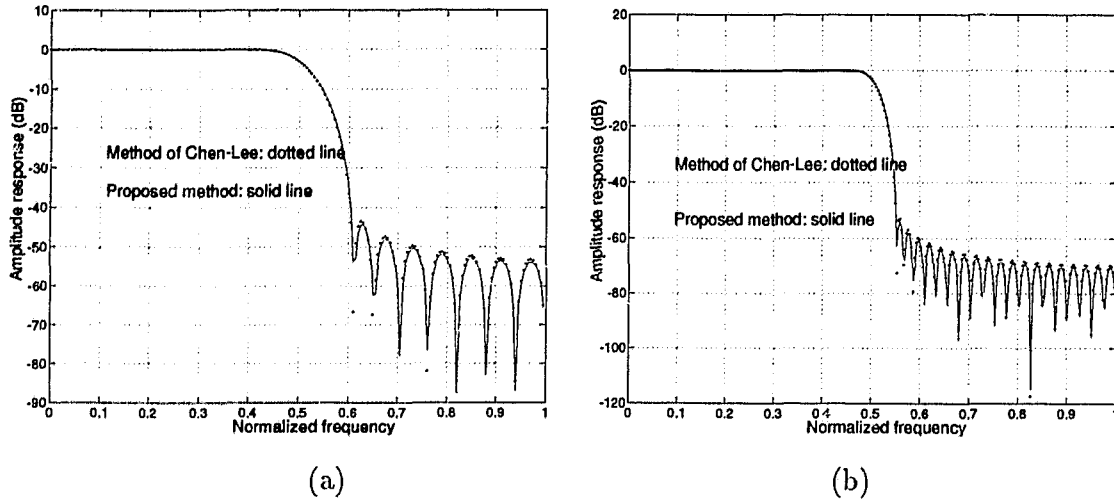 10
0
-10
-20
-30
-40
-50
-60
-70
-80
-90
Amplitude response (dB)
Method of Chen-Lee: dotted line
Proposed method: solid line
0 0.1 0.2 0.3 0.4 0.5 0.6 0.7 0.8 0.9 1
Normalized frequency
(a)
20
0
-20
-40
-60
-80
-100
-120
Amplitude response (dB)
Method of Chen-Lee: dotted line
Proposed method: solid line
0 0.1 0.2 0.3 0.4 0.5 0.6 0.7 0.8 0.9
Normalized frequency
(b)